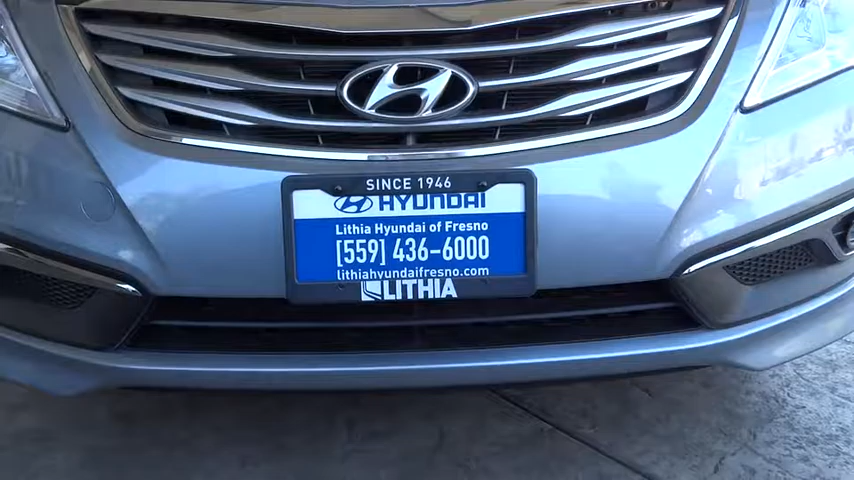 SINCE 1946
HYUNDAI
Lithia Hyundai of Fresno
[559] 436-6000
lithiahyundaifresno.com
LITHIA